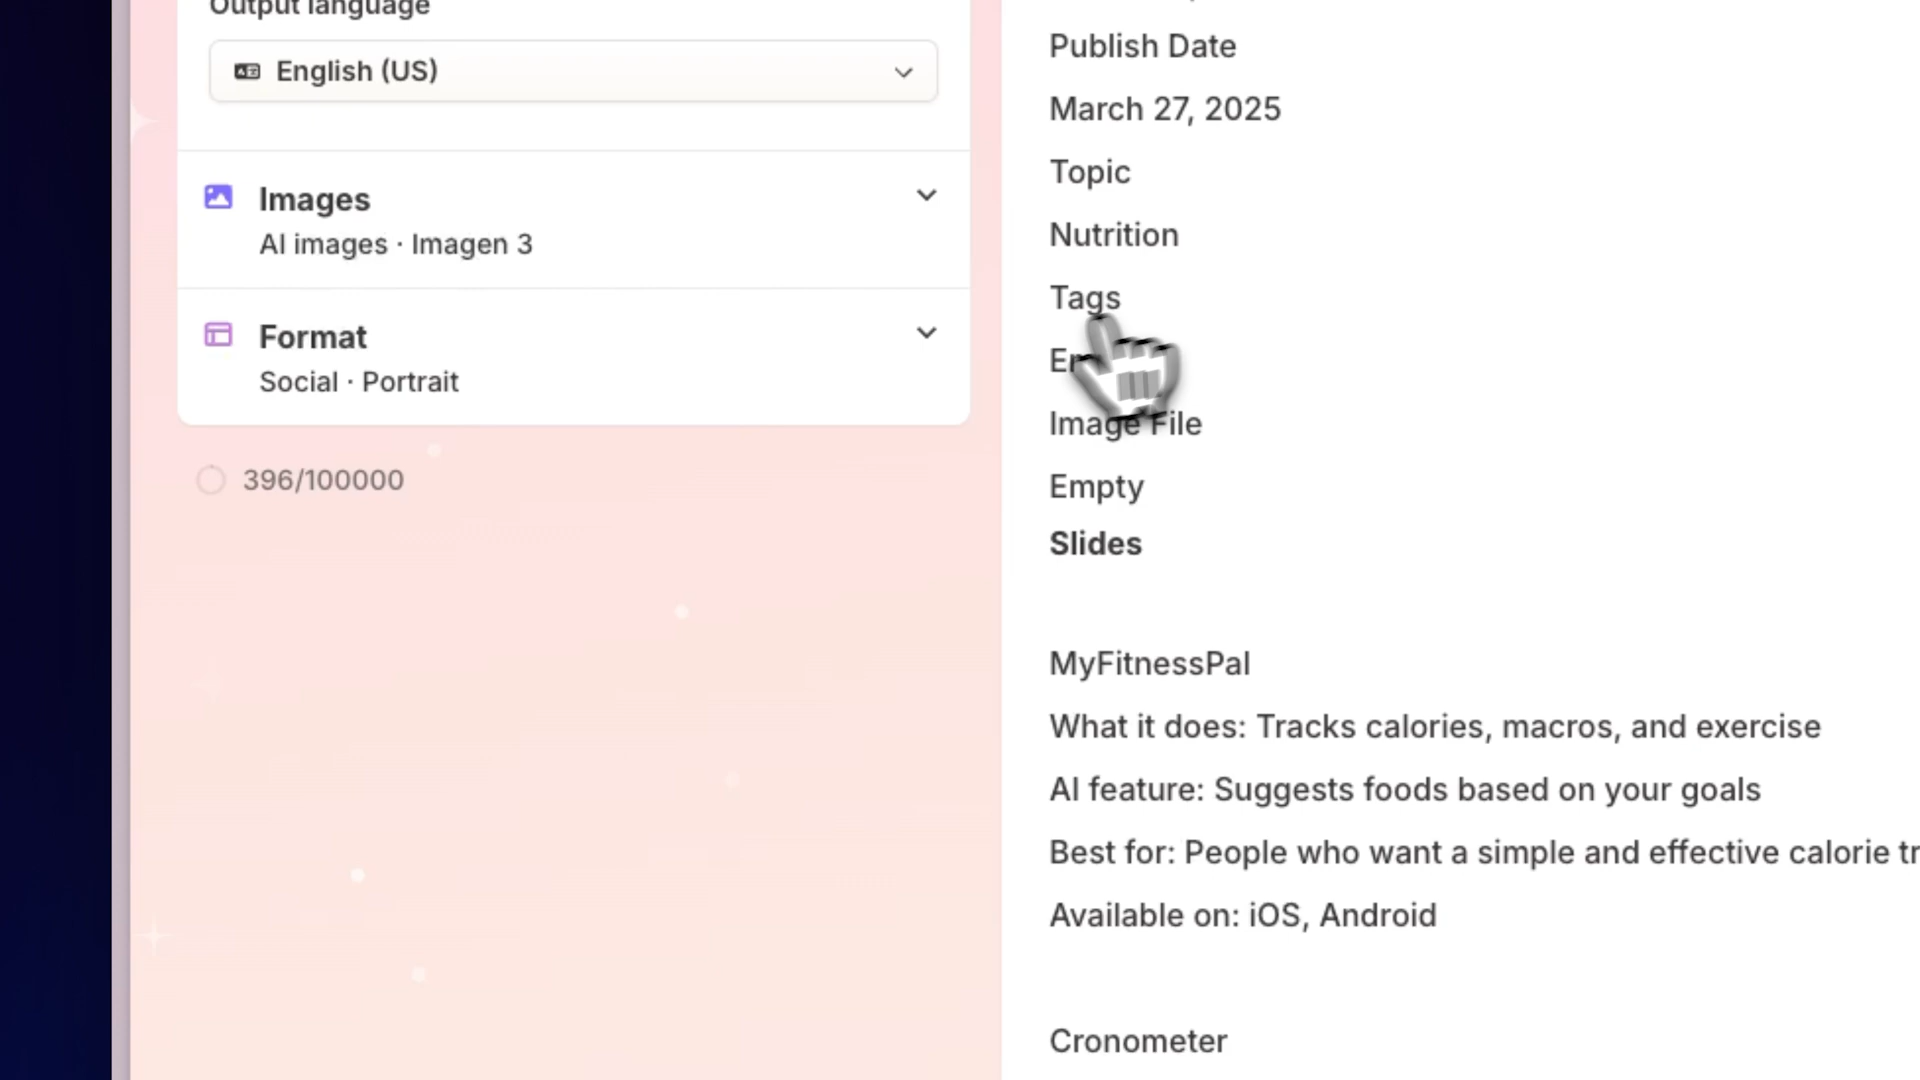 Output language
English (US)
Images
AI images · Imagen 3
Format
Social · Portrait
396/100000
Publish Date
March 27, 2025
Topic
Nutrition
Tags
Image File
Empty
Slides
MyFitnessPal
What it does: Tracks calories, macros, and exercise
AI feature: Suggests foods based on your goals
Best for: People who want a simple and effective calorie
Available on: iOS, Android
Cronometer